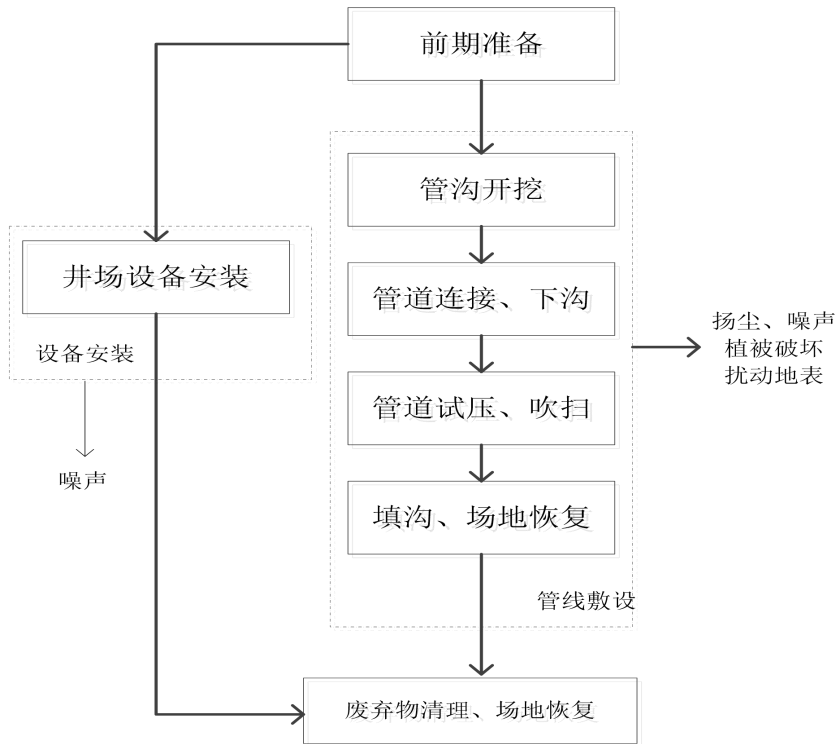 前期准备
管沟开挖
井场设备安装
管道连接、下沟
扬尘、噪声
植被破坏
扰动地表
设备安装
管道试压、吹扫
噪声
填沟、场地恢复
管线敷设
废弃物清理、场地恢复